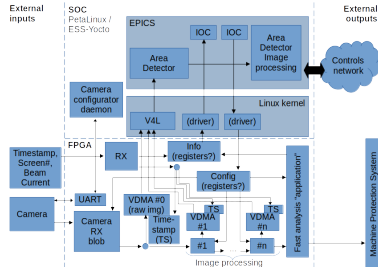 External
inputs
SOC
PetaLinux /
ESS-Yocto
External
outputs
EPICS
IOC
IOC
Area
Detector
Area
Detector
Image
processing
Controls
network
Camera
configurator
daemon
Linux kernel
V4L
(driver)
(driver)
FPGA
Timestamp,
Screen#,
Beam
Current
RX
Info
(registers?)
Config
(registers?)
UART
Camera
Camera
RX
blob
VDMA #0
(raw img)
Time-
stamp
(TS)
TS
VDMA
#1
TS
VDMA
#n
#1
#n
Image processing
Fast analysis "application"
Machine Protection System